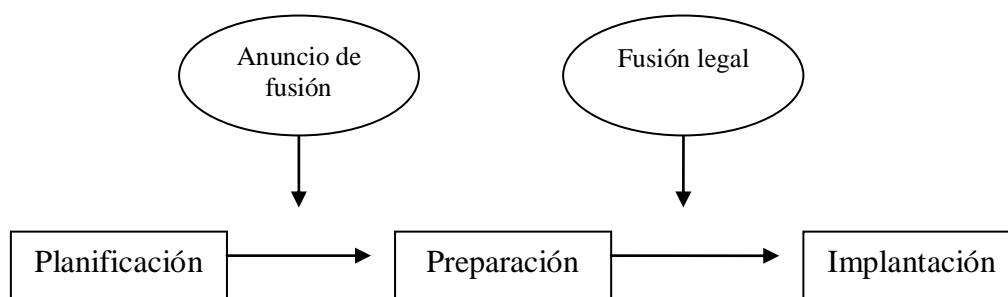 Anuncio de
fusión
Fusión legal
Planificación
Preparación
Implantación